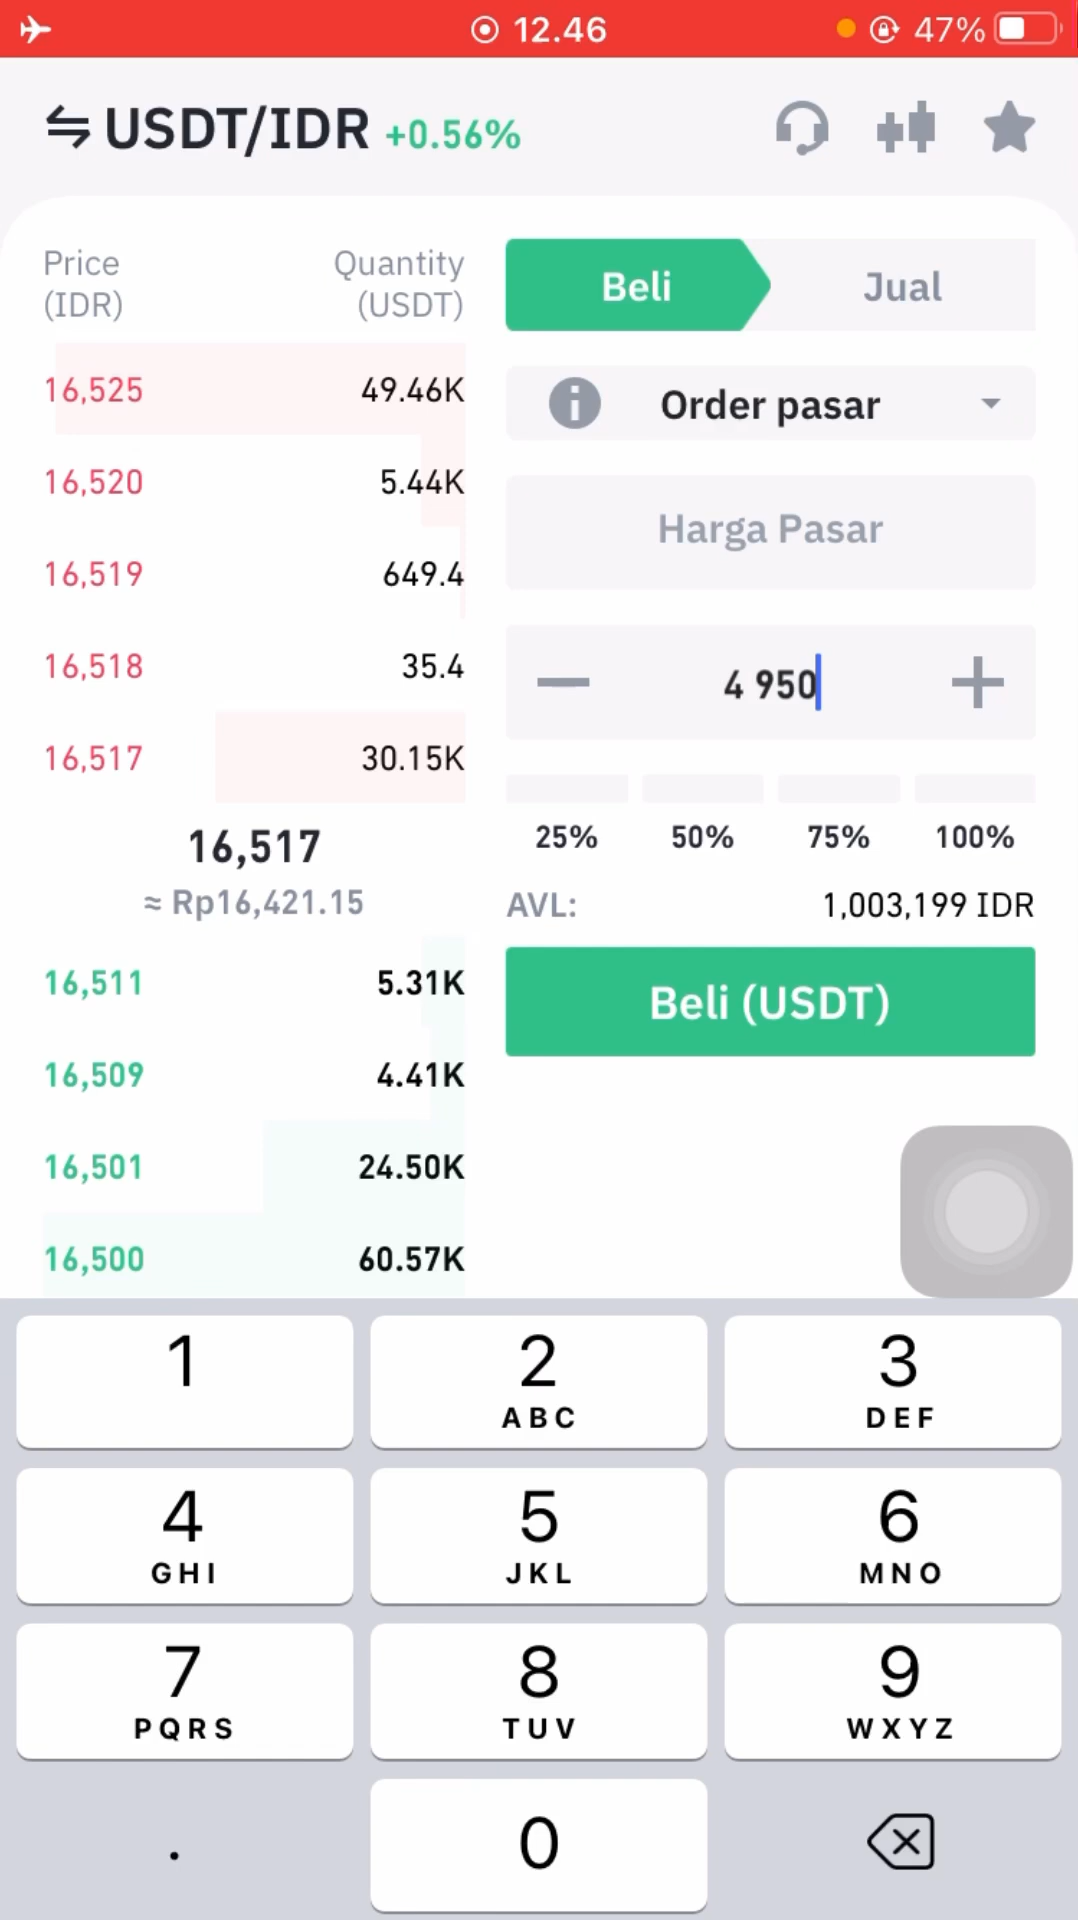 12.46
47%
USDT/IDR +0.56%
Price
(IDR)
Quantity
(USDT)
16,525 49.46K
16,520 5.44K
16,519 649.4
16,518 35.4
16,517 30.15K
16,517
≈ Rp16,421.15
16,511 5.31K
16,509 4.41K
16,501 24.50K
16,500 60.57K
Beli
Jual
Order pasar
Harga Pasar
4 950
25% 50% 75% 100%
AVL: 1,003,199 IDR
Beli (USDT)
1
2
ABC
3
DEF
4
GHI
5
JKL
6
MNO
7
PQRS
8
TUV
9
WXYZ
.
0